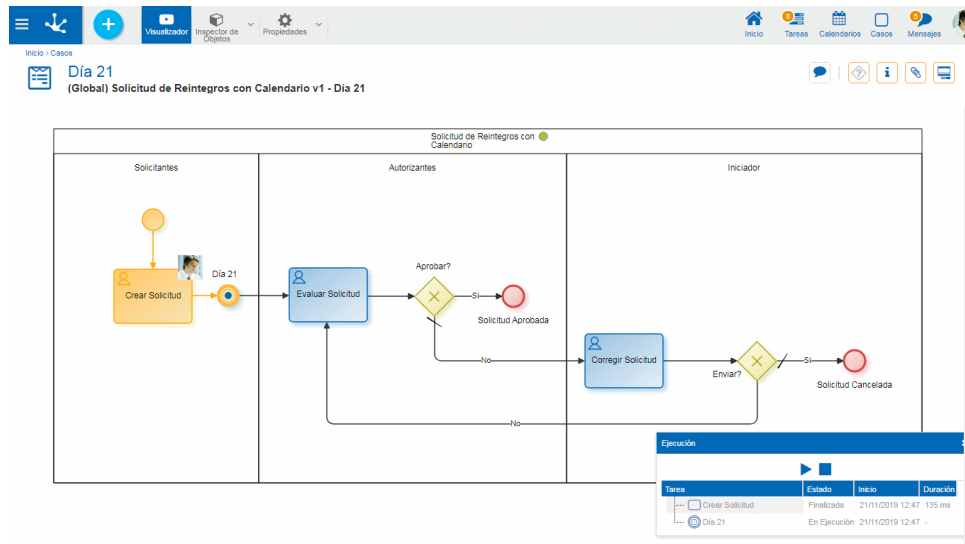 Visualizador
Inspector de
Objetos
Propiedades
Inicio
8
Tareas
Calendarios
Casos
5
Mensajes
Inicio › Casos
Día 21
(Global) Solicitud de Reintegros con Calendario v1 - Día 21
Solicitud de Reintegros con
Calendario
Solicitantes
Autorizantes
Iniciador
Crear Solicitud
Día 21
Evaluar Solicitud
Aprobar?
Si
Solicitud Aprobada
No
Corregir Solicitud
Enviar?
Si
Solicitud Cancelada
No
Ejecución
Tarea Estado Inicio Duración
Crear Solicitud Finalizada 21/11/2019 12:47 135 ms
Día 21 En Ejecución 21/11/2019 12:47 -